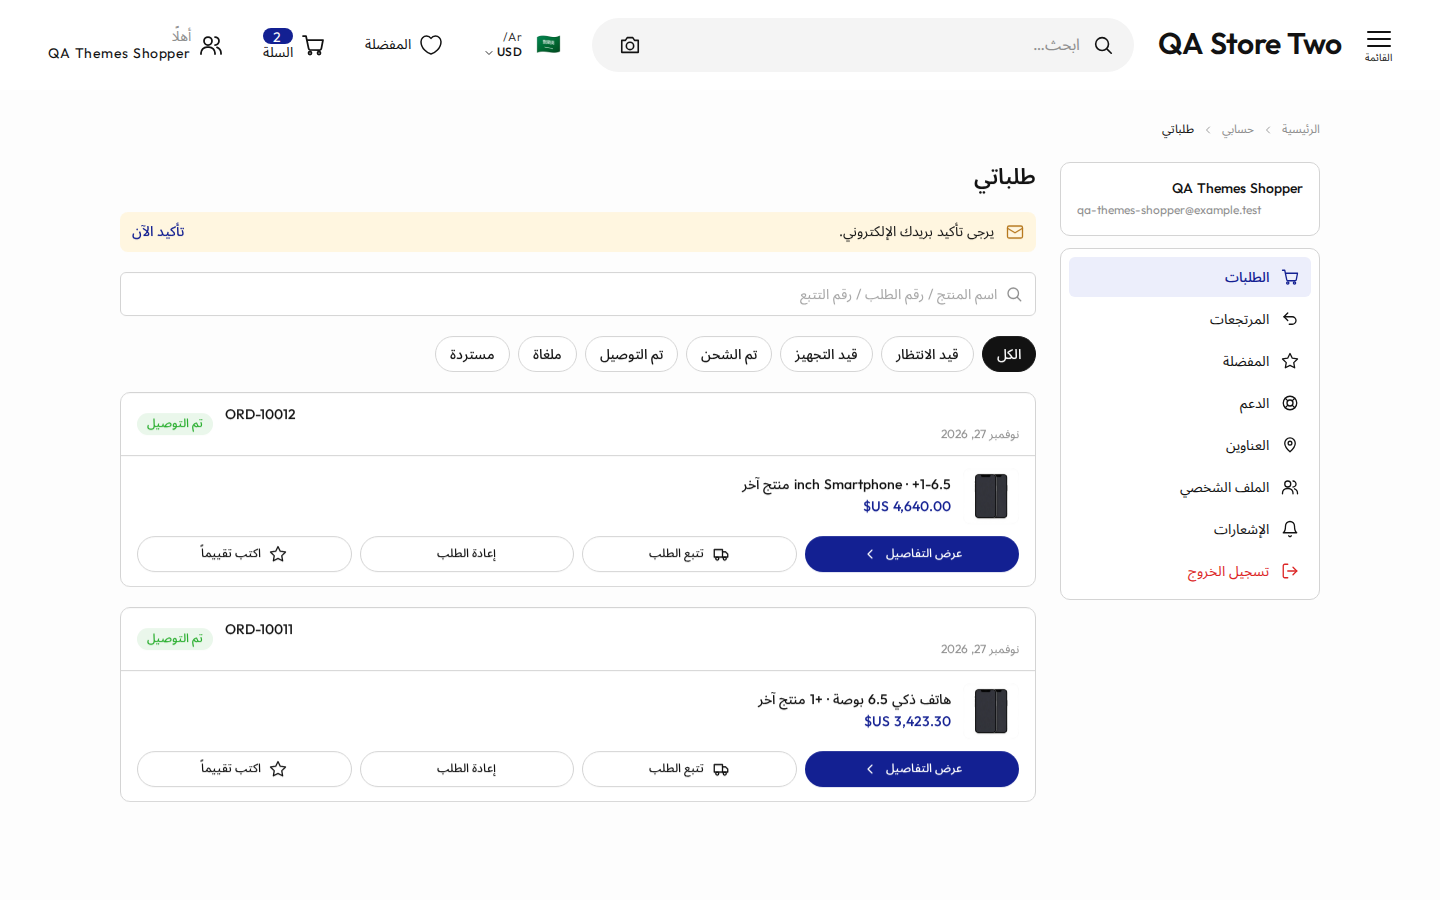 القائمة
QA Store Two
ابحث...
Ar/
USD
المفضلة
2
السلة
أهلًا
QA Themes Shopper
الرئيسية
حسابي
طلباتي
QA Themes Shopper
qa-themes-shopper@example.test
الطلبات
المرتجعات
المفضلة
الدعم
العناوين
الملف الشخصي
الإشعارات
تسجيل الخروج
طلباتي
يرجى تأكيد بريدك الإلكتروني.
تأكيد الآن
اسم المنتج / رقم الطلب / رقم التتبع
الكل
قيد الانتظار
قيد التجهيز
تم الشحن
تم التوصيل
ملغاة
مستردة
ORD-10012
تم التوصيل
نوفمبر 27, 2026
6.5-inch Smartphone · +1 منتج آخر
4,640.00 US$
عرض التفاصيل
تتبع الطلب
إعادة الطلب
اكتب تقييماً
ORD-10011
تم التوصيل
نوفمبر 27, 2026
هاتف ذكي 6.5 بوصة · +1 منتج آخر
3,423.30 US$
عرض التفاصيل
تتبع الطلب
إعادة الطلب
اكتب تقييماً